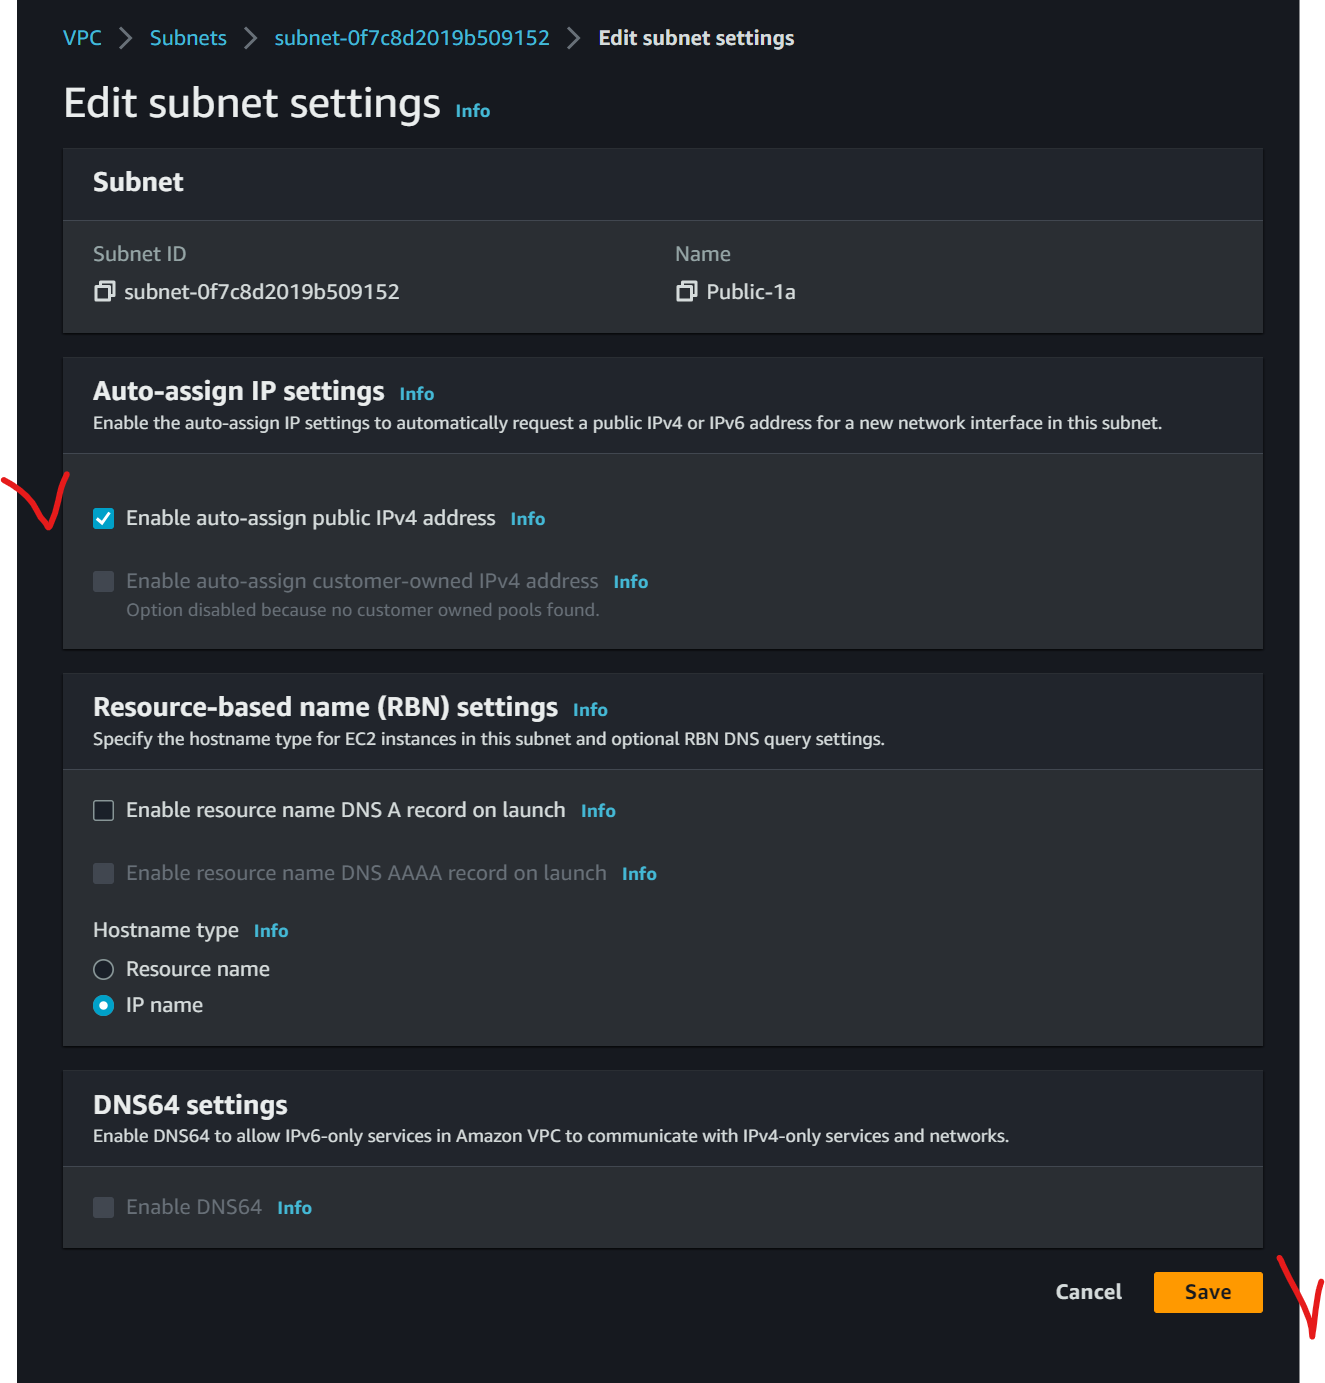 VPC > Subnets > subnet-0f7c8d2019b509152 > Edit subnet settings
Edit subnet settings Info
Subnet
Subnet ID
Name
subnet-0f7c8d2019b509152
Public-1a
Auto-assign IP settings Info
Enable the auto-assign IP settings to automatically request a public IPv4 or IPv6 address for a new network interface in this subnet.
Enable auto-assign public IPv4 address Info
Enable auto-assign customer-owned IPv4 address Info
Option disabled because no customer owned pools found.
Resource-based name (RBN) settings Info
Specify the hostname type for EC2 instances in this subnet and optional RBN DNS query settings.
Enable resource name DNS A record on launch Info
Enable resource name DNS AAAA record on launch Info
Hostname type Info
Resource name
IP name
DNS64 settings
Enable DNS64 to allow IPv6-only services in Amazon VPC to communicate with IPv4-only services and networks.
Enable DNS64 Info
Cancel Save